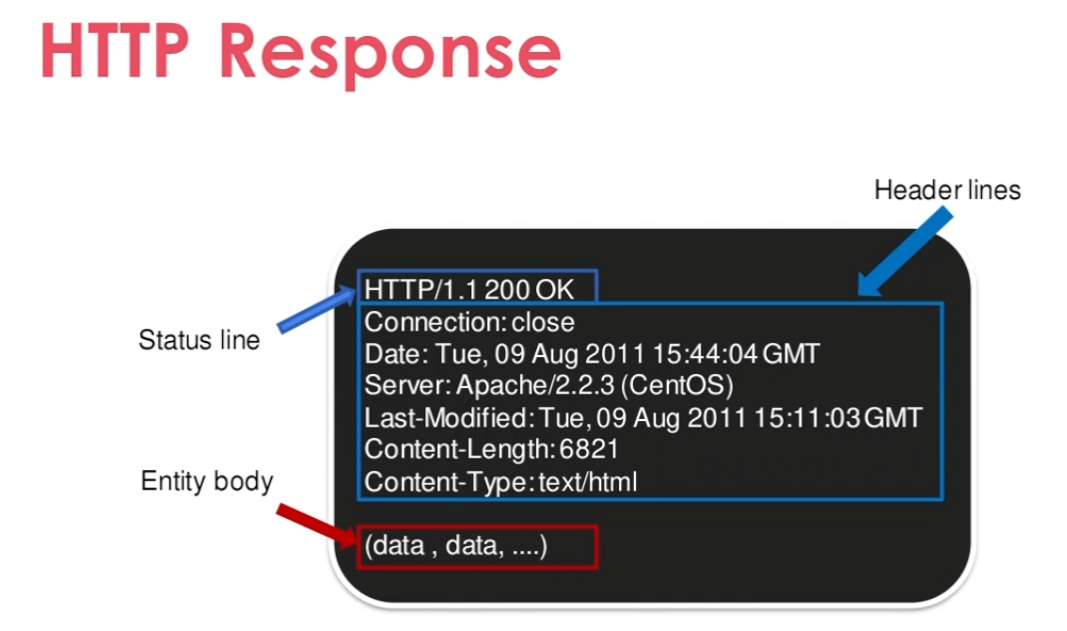 HTTP Response
Header lines
HTTP/1.1 200 OK
Connection: close
Status line
Date: Tue, 09 Aug 2011 15:44:04 GMT
Server: Apache/2.2.3 (CentOS)
Last-Modified: Tue, 09 Aug 2011 15:11:03 GMT
Content-Length: 6821
Content-Type: text/html
Entity body
(data , data, ....)